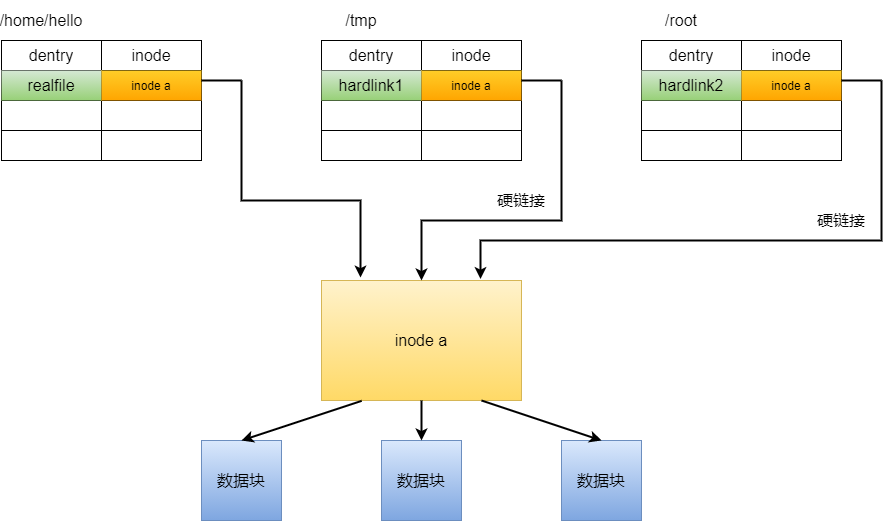 /home/hello
/tmp
/root
dentry inode
dentry inode
dentry inode
realfile inode a
hardlink1 inode a
hardlink2 inode a
硬链接
硬链接
inode a
数据块
数据块
数据块